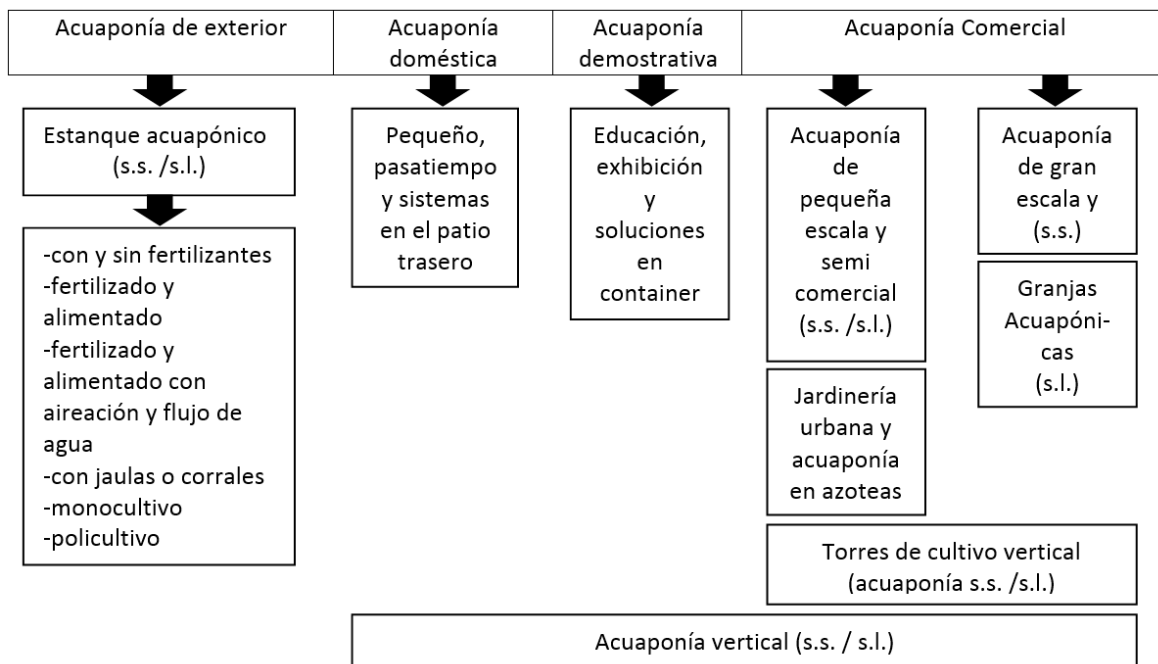 Acuaponía de exterior
Acuaponía
doméstica
Acuaponía
demostrativa
Acuaponía Comercial
Estanque acuapónico
(s.s. /s.l.)
-con y sin fertilizantes
-fertilizado y
alimentado
-fertilizado y
alimentado con
aireación y flujo de
agua
-con jaulas o corrales
-monocultivo
-policultivo
Pequeño,
pasatiempo
y sistemas
en el patio
trasero
Educación,
exhibición
y
soluciones
en
container
Acuaponía
de
pequeña
escala y
semi
comercial
(s.s. /s.l.)
Jardinería
urbana y
acuaponía
en azoteas
Acuaponía
de gran
escala y
(s.s.)
Granjas
Acuapóni-
cas
(s.l.)
Torres de cultivo vertical
(acuaponía s.s. /s.l.)
Acuaponía vertical (s.s. / s.l.)